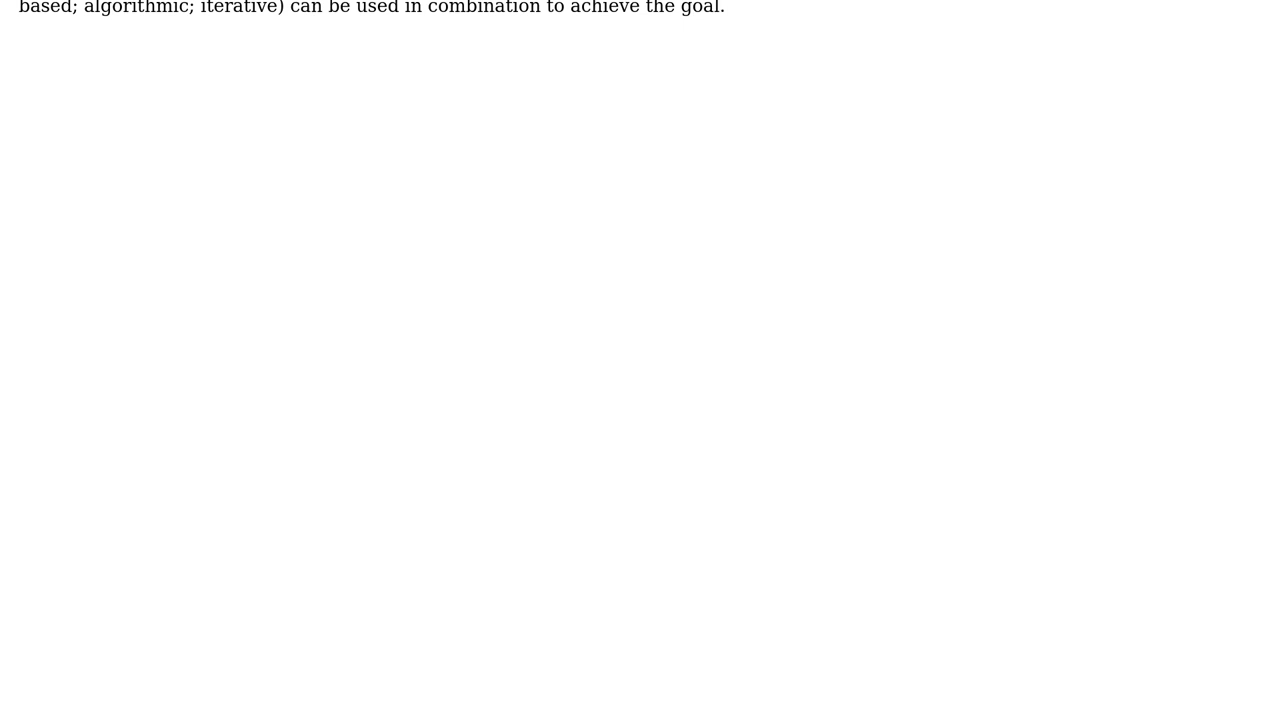 based; algorithmic; iterative) can be used in combination to achieve the goal.